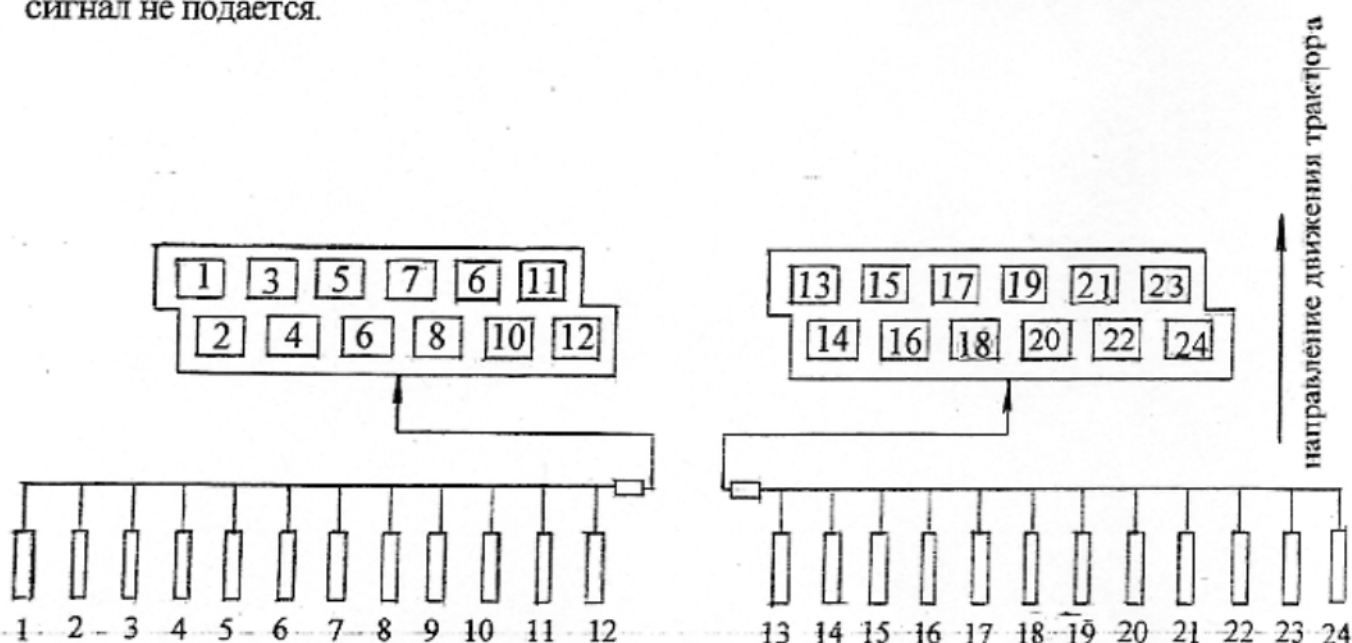 сигнал не подается.
направление движения трактора
1 3 5 7 6 11
2 4 6 8 10 12
13 15 17 19 21 23
14 16 18 20 22 24
1 2 3 4 5 6 7 8 9 10 11 12
13 14 15 16 17 18 19 20 21 22 23 24